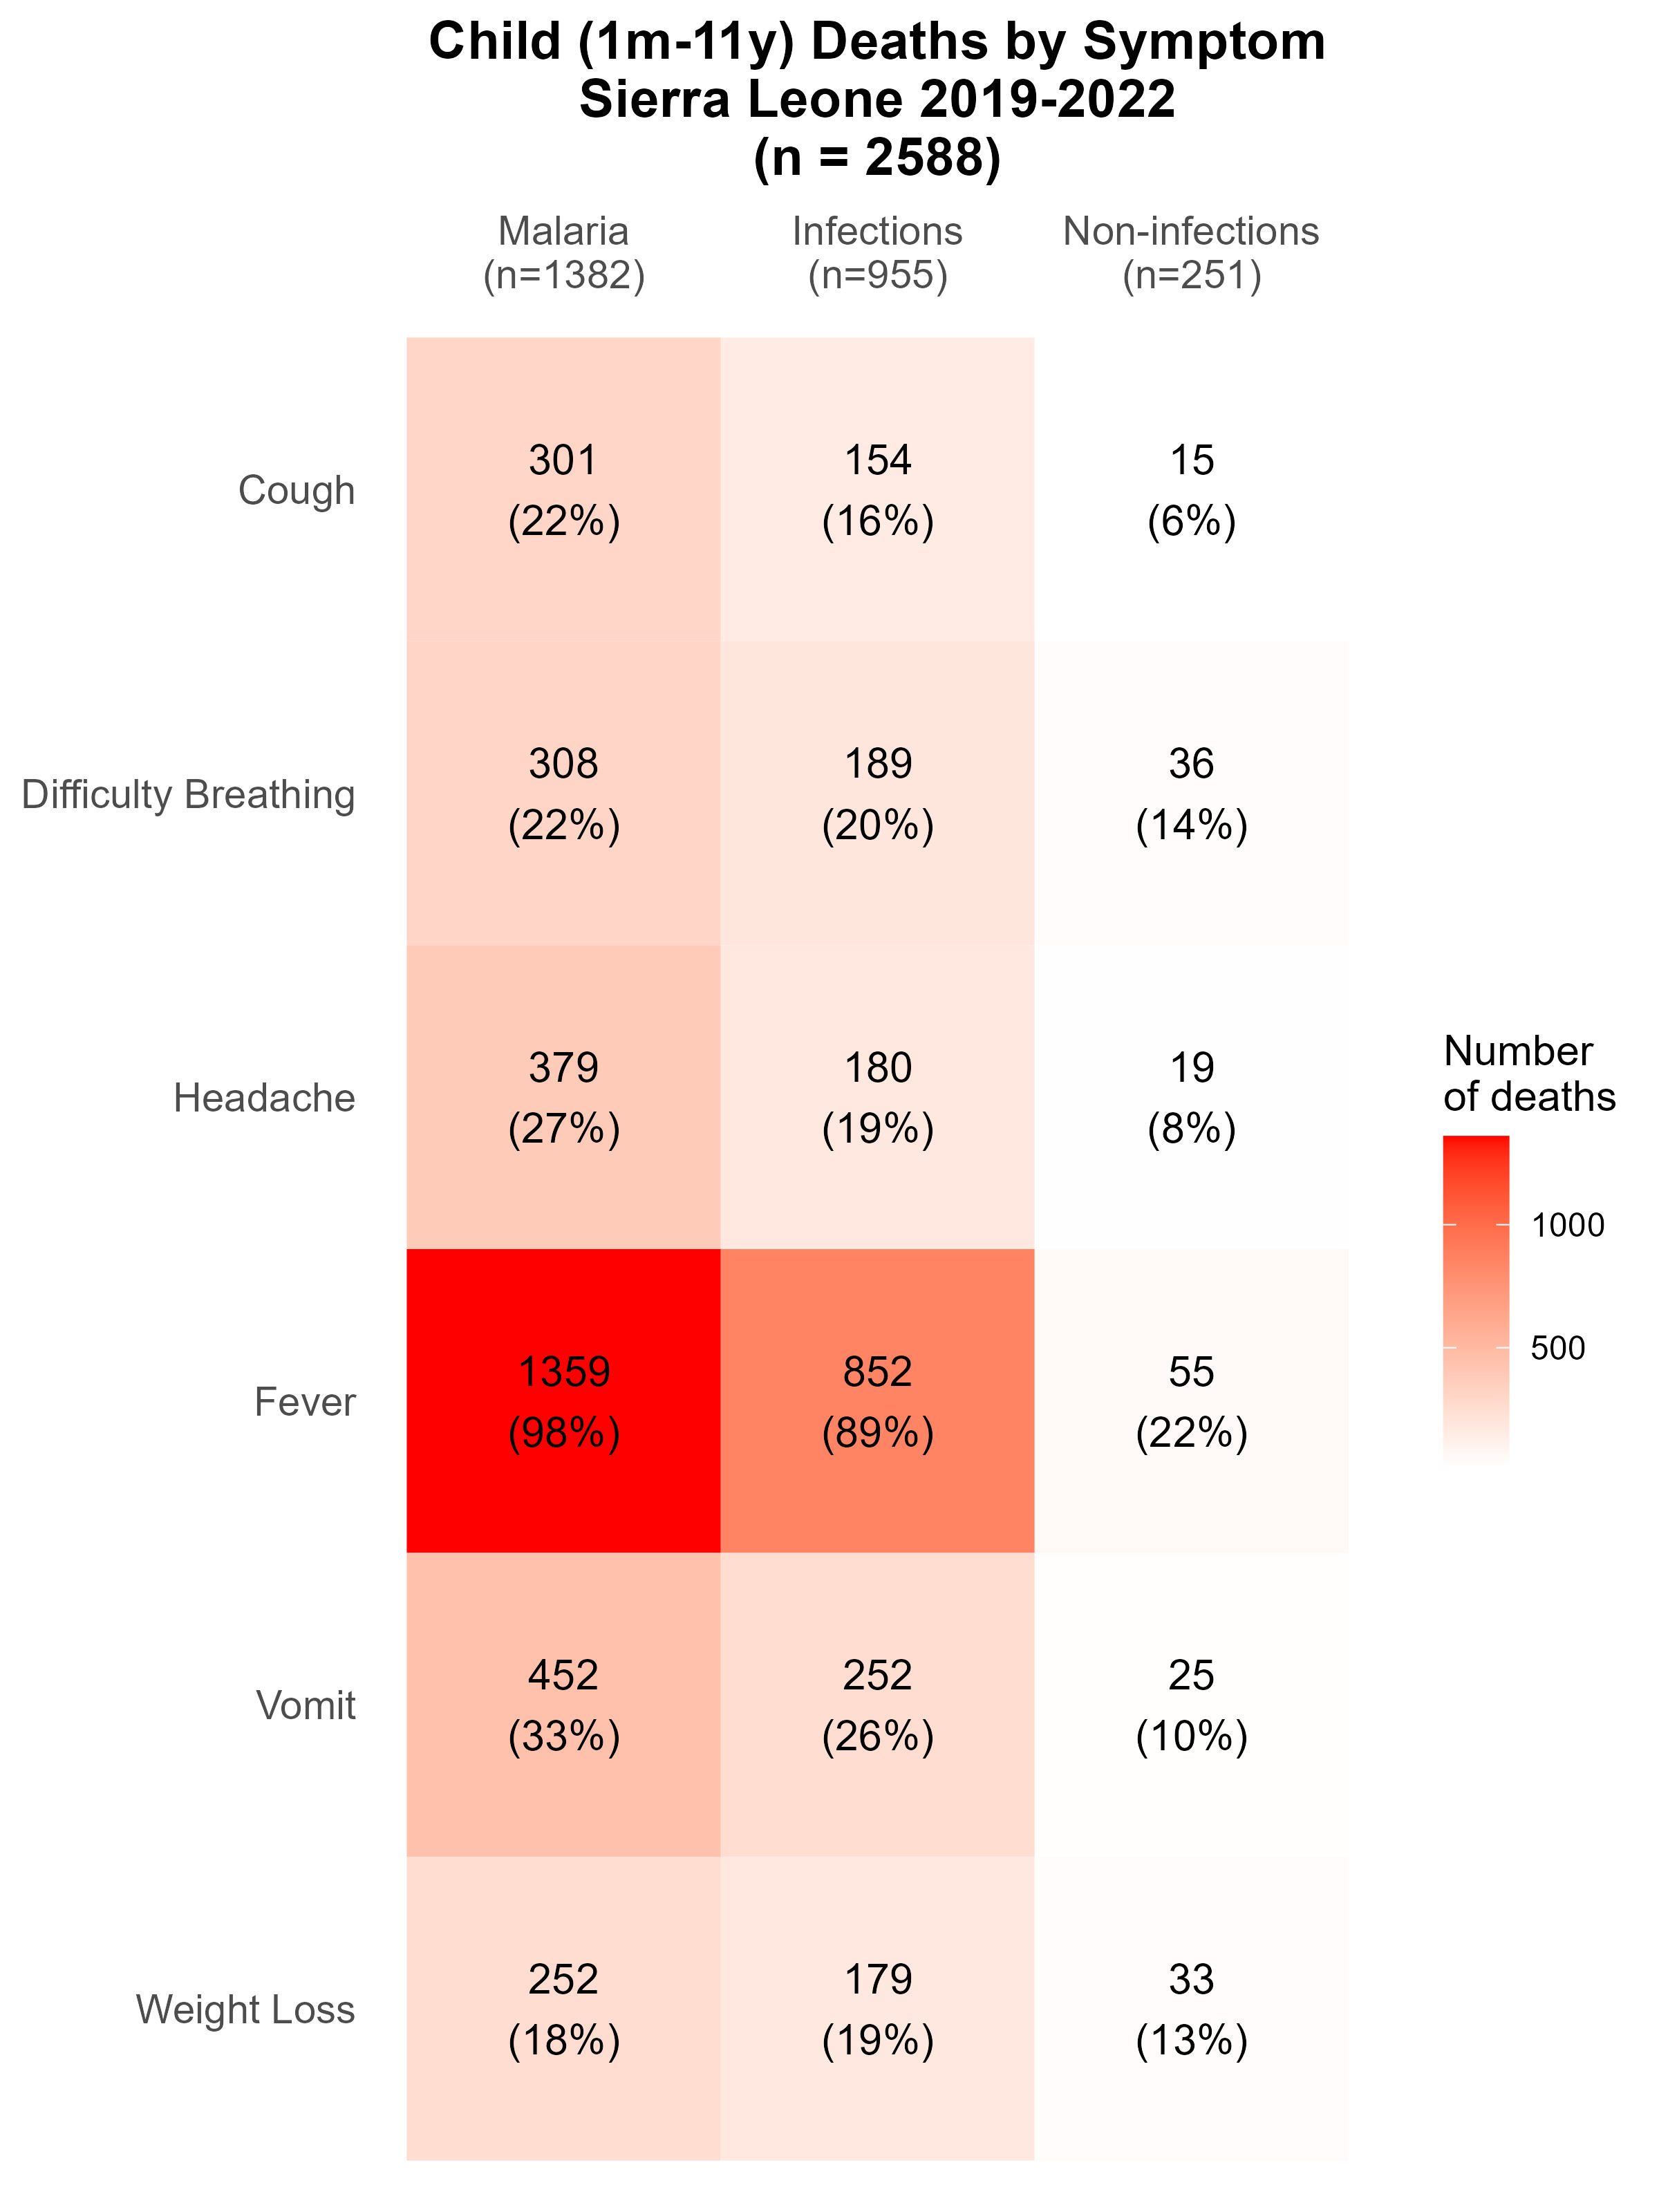 Child (1m-11y) Deaths by Symptom
Sierra Leone 2019-2022
(n = 2588)
Malaria Infections Non-infections
(n=1382) (n=955) (n=251)
Cough
301 154 15
(22%) (16%) (6%)
Difficulty Breathing
308 189 36
(22%) (20%) (14%)
Headache
379 180 19
(27%) (19%) (8%)
Fever
1359 852 55
(98%) (89%) (22%)
Vomit
452 252 25
(33%) (26%) (10%)
Weight Loss
252 179 33
(18%) (19%) (13%)
Number
of deaths
1000
500